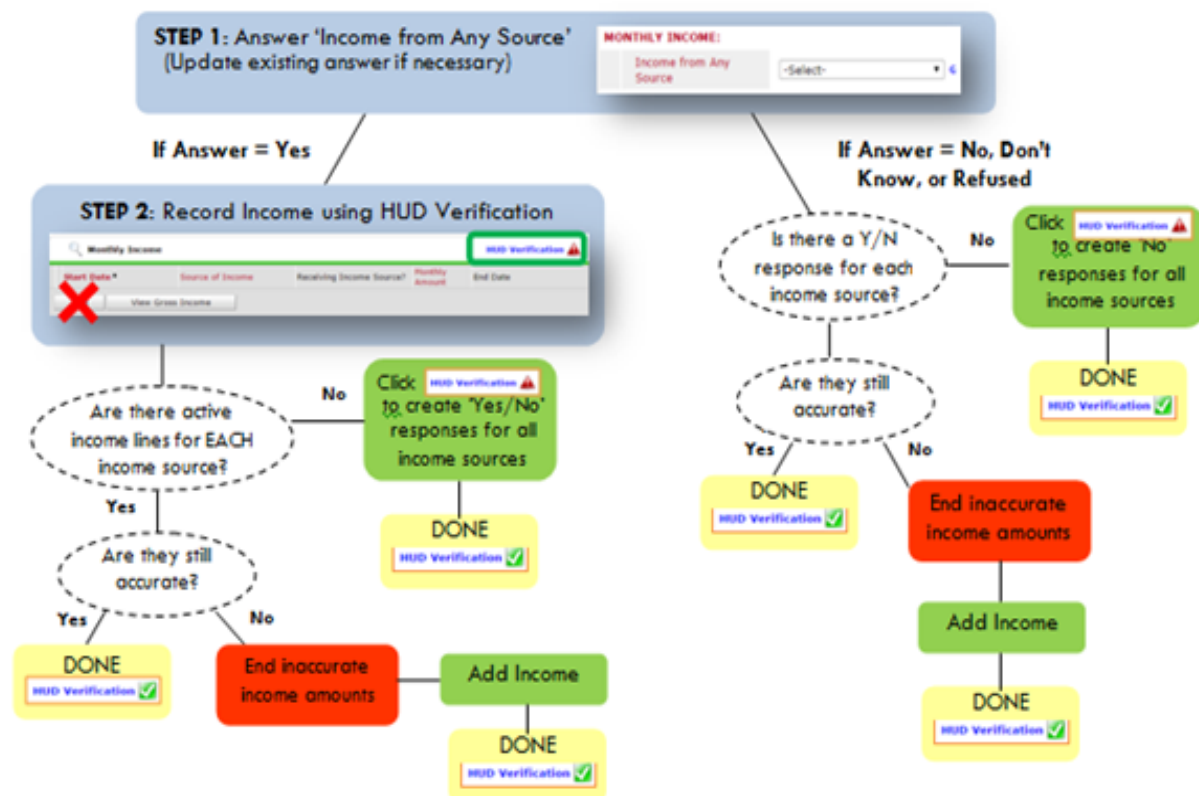 STEP 1: Answer 'Income from Any Source'
(Update existing answer if necessary)
MONTHLY INCOME:
Income from Any
Source
-Select-
G
If Answer = Yes
If Answer = No, Don't
Know, or Refused
STEP 2: Record Income using HUD Verification
Monthly Income
HUD Verification
Start Date*
Source of Income
Receiving Income Source?
Monthly
Amount
End Date
View Gross Income
Is there a Y/N
response for each
income source?
No
Click HUD Verification
to create 'No'
responses for all
income sources
DONE
HUD Verification
Are they still
accurate?
Yes
No
DONE
HUD Verification
End inaccurate
income amounts
Add Income
DONE
HUD Verification
Are there active
income lines for EACH
income source?
No
Click HUD Verification
to create 'Yes/No'
responses for all
income sources
DONE
HUD Verification
Yes
Are they still
accurate?
Yes
No
DONE
HUD Verification
End inaccurate
income amounts
Add Income
DONE
HUD Verification